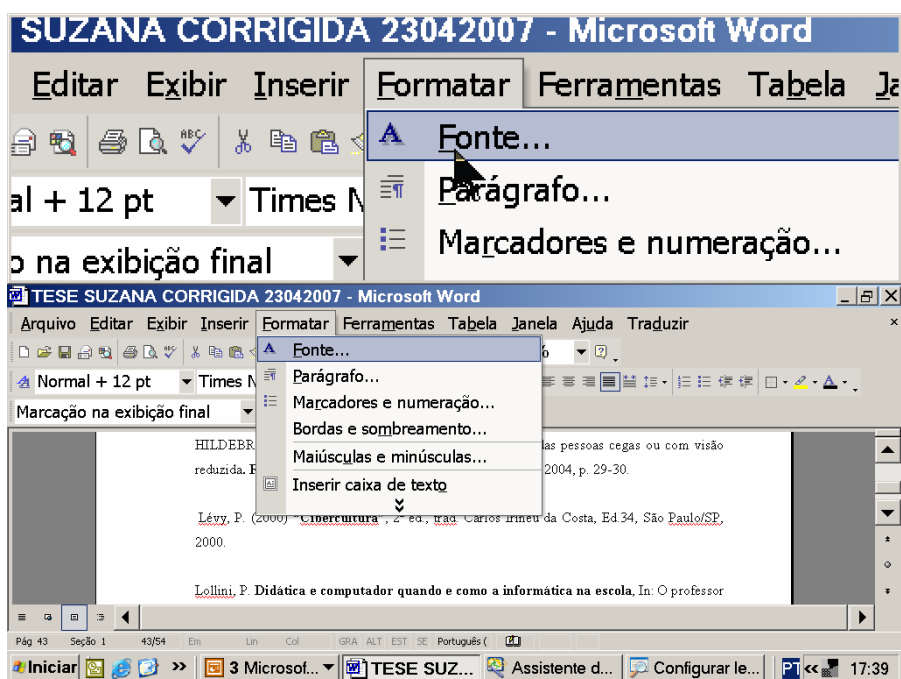 SUZANA CORRIGIDA 23042007 - Microsoft Word
Editar Exibir Inserir Formatar Ferramentas Tabela Ja
Fonte...
al + 12 pt Times N Parágrafo...
o na exibição final Marcadores e numeração...
TESE SUZANA CORRIGIDA 23042007 - Microsoft Word
Arquivo Editar Exibir Inserir Formatar Ferramentas Tabela Janela Ajuda Traduzir
Fonte...
Normal + 12 pt Times N Parágrafo...
Marcação na exibição final Marcadores e numeração...
Bordas e sombreamento...
HILDEBR das pessoas cegas ou com visão
Maiúsculas e minúsculas...
reduzida. 2004, p. 29-30.
Inserir caixa de texto
Lévy, P. (2000) "Cibercultura", 2ª ed., trad. Carlos Irineu da Costa, Ed.34, São Paulo/SP,
2000.
Lollini, P. Didática e computador quando e como a informática na escola, In: O professor
Pág 43 Seção 1 43/54 Em Lin Col GRA ALT EST SE Português (
Iniciar 3 Microsof... TESE SUZ... Assistente d... Configurar le... PT 17:39